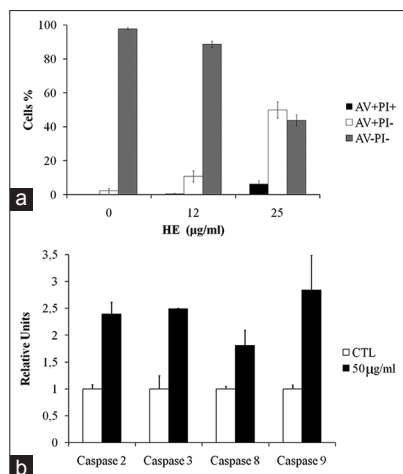 100
80
60
40
20
0
Cells %
AV+PI+
AV+PI-
AV-PI-
0 12 25
HE (µg/ml)
a
3,5
3
2,5
2
1,5
1
0,5
0
Relative Units
CTL
50µg/ml
Caspase 2 Caspase 3 Caspase 8 Caspase 9
b